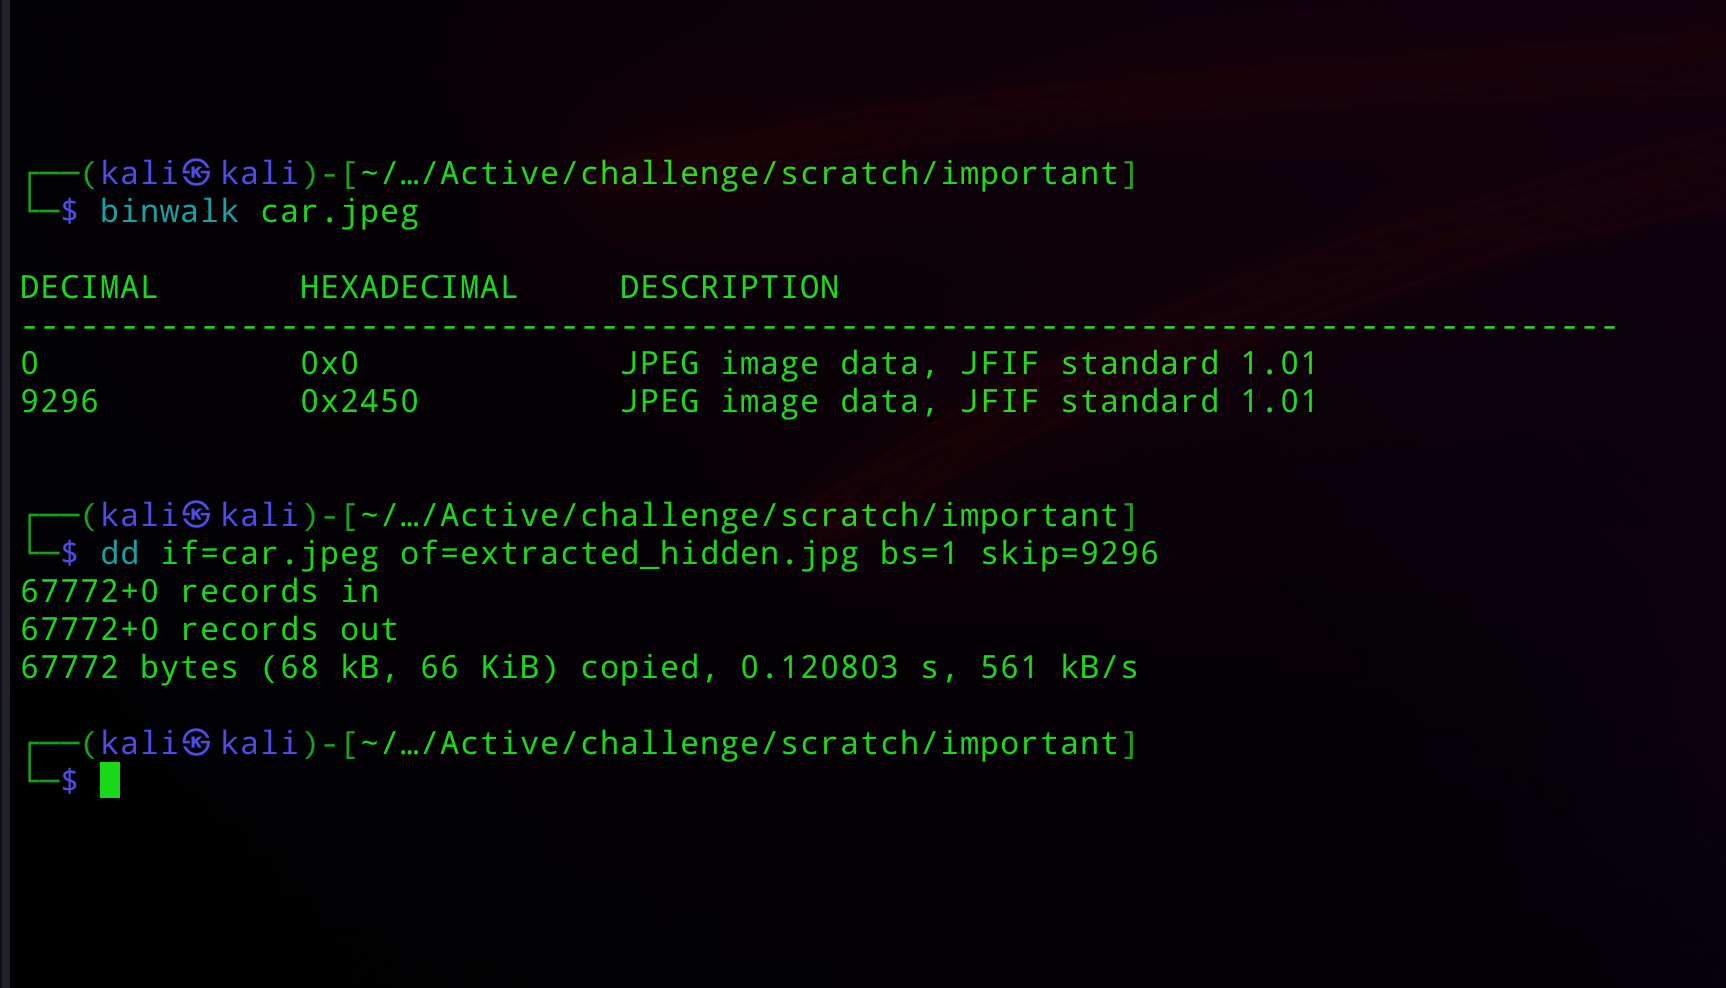 ┌──(kali㉿kali)-[~/…/Active/challenge/scratch/important]
└─$ binwalk car.jpeg
DECIMAL       HEXADECIMAL     DESCRIPTION
--------------------------------------------------------------------------------
0             0x0             JPEG image data, JFIF standard 1.01
9296          0x2450          JPEG image data, JFIF standard 1.01
┌──(kali㉿kali)-[~/…/Active/challenge/scratch/important]
└─$ dd if=car.jpeg of=extracted_hidden.jpg bs=1 skip=9296
67772+0 records in
67772+0 records out
67772 bytes (68 kB, 66 KiB) copied, 0.120803 s, 561 kB/s
┌──(kali㉿kali)-[~/…/Active/challenge/scratch/important]
└─$